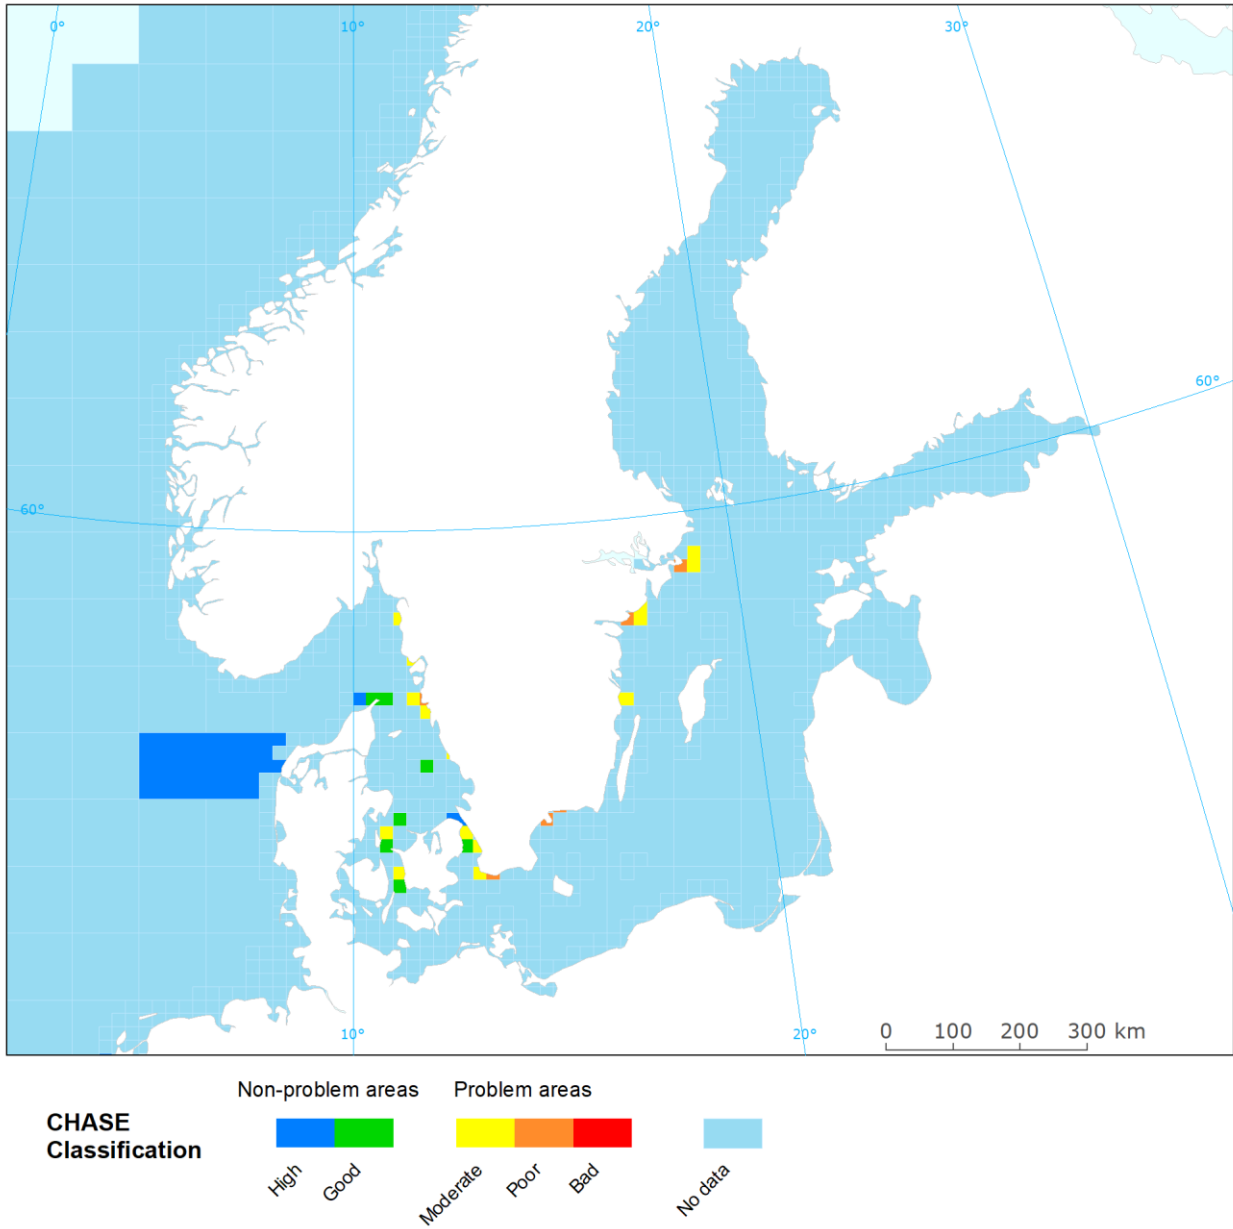 0°
10°
20°
30°
60°
60°
10°
20°
0 100 200 300 km
Non-problem areas Problem areas
CHASE
Classification
High
Good
Moderate
Poor
Bad
No data